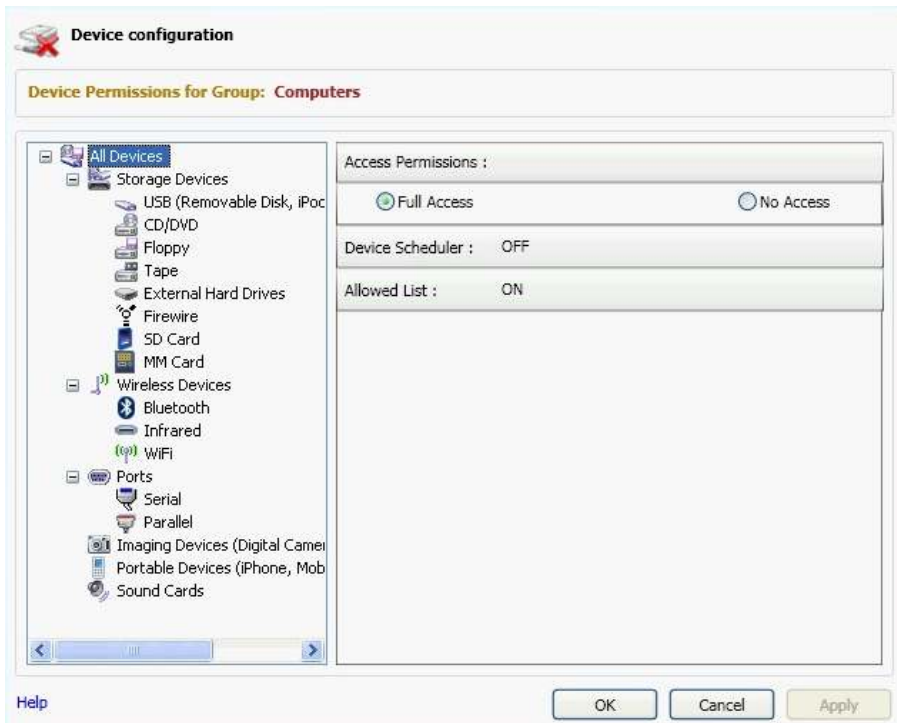 Device configuration
Device Permissions for Group: Computers
All Devices
Storage Devices
USB (Removable Disk, iPoc
CD/DVD
Floppy
Tape
External Hard Drives
Firewire
SD Card
MM Card
Wireless Devices
Bluetooth
Infrared
WiFi
Ports
Serial
Parallel
Imaging Devices (Digital Camer
Portable Devices (iPhone, Mob
Sound Cards
Access Permissions :
Full Access No Access
Device Scheduler : OFF
Allowed List : ON
Help OK Cancel Apply